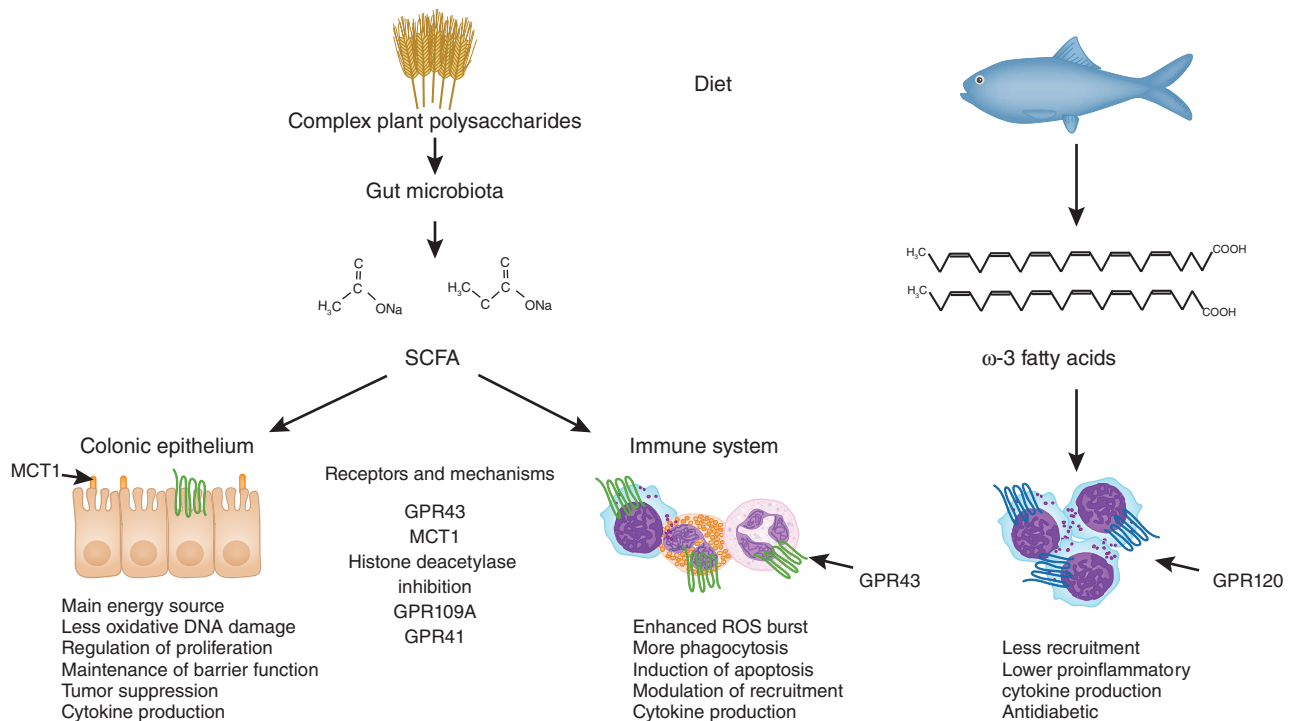 Diet
Complex plant polysaccharides
Gut microbiota
C
C
H₃C
ONa
C
H₃C
C
C
ONa
SCFA
H₃C
COOH
H₃C
COOH
ω-3 fatty acids
Colonic epithelium
MCT1
Main energy source
Less oxidative DNA damage
Regulation of proliferation
Maintenance of barrier function
Tumor suppression
Cytokine production
Receptors and mechanisms
GPR43
MCT1
Histone deacetylase
inhibition
GPR109A
GPR41
Immune system
GPR43
Enhanced ROS burst
More phagocytosis
Induction of apoptosis
Modulation of recruitment
Cytokine production
GPR120
Less recruitment
Lower proinflammatory
cytokine production
Antidiabetic